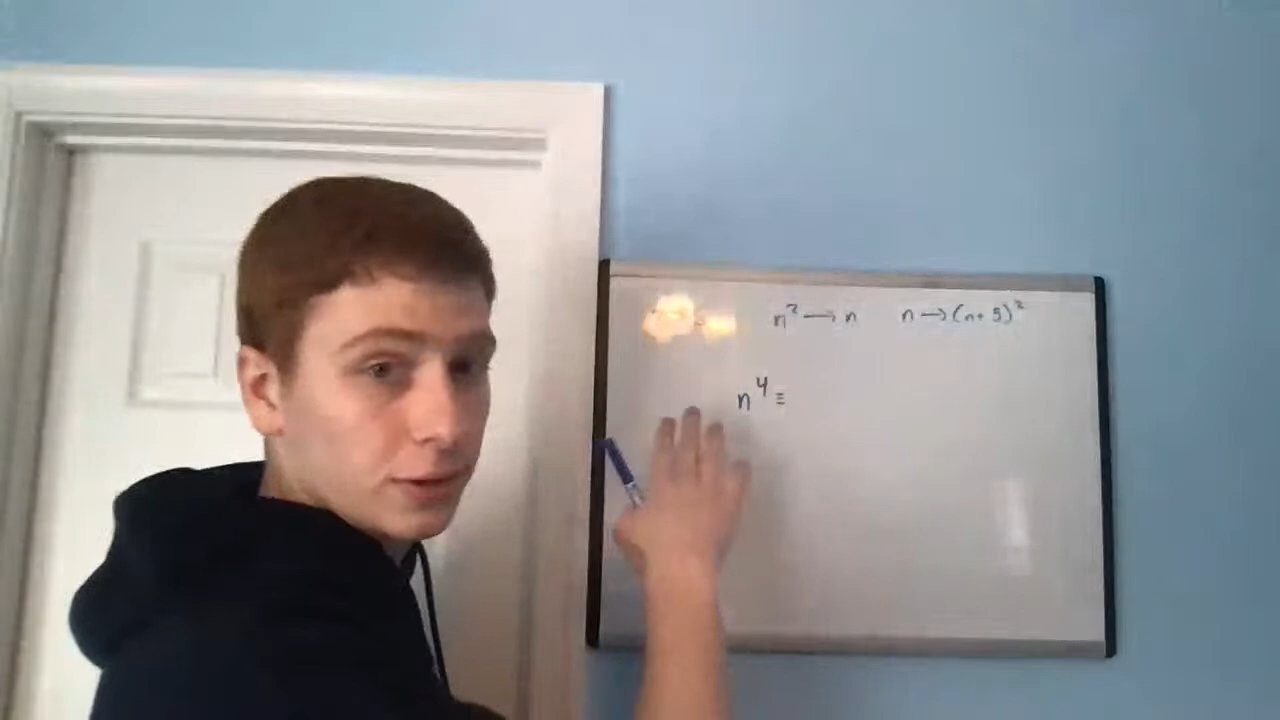 n² → n n → (n+5)²
n⁴ ≡